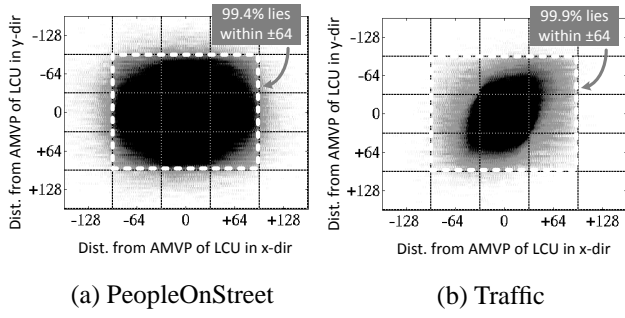 99.4% lies
within ±64
Dist. from AMVP of LCU in y-dir
-128
-64
0
+64
+128
-128
-64
0
+64
+128
Dist. from AMVP of LCU in x-dir
(a) PeopleOnStreet
99.9% lies
within ±64
Dist. from AMVP of LCU in y-dir
-128
-64
0
+64
+128
-128
-64
0
+64
+128
Dist. from AMVP of LCU in x-dir
(b) Traffic